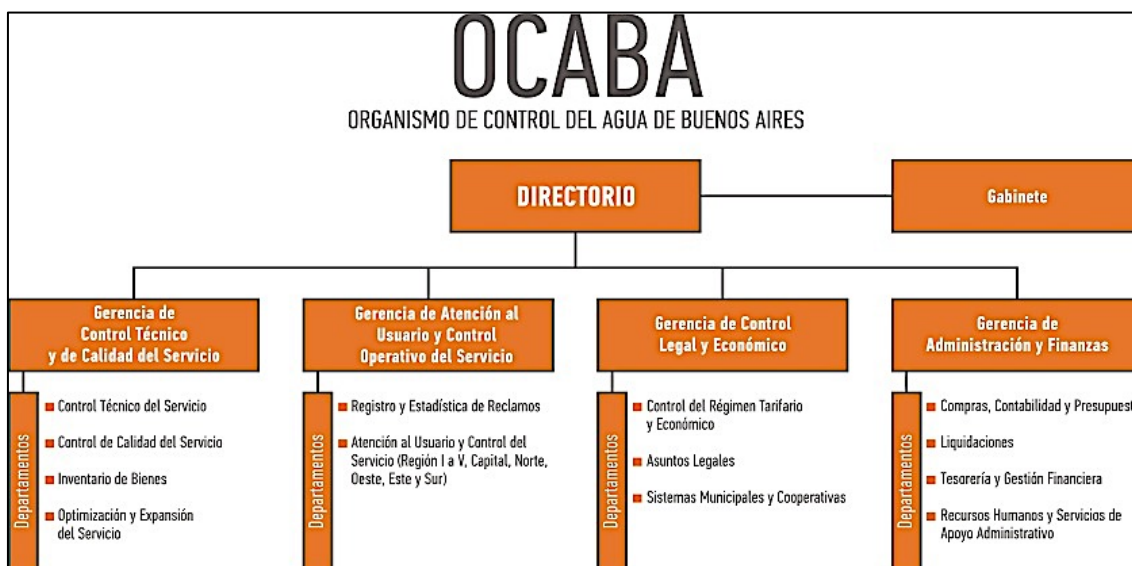 OCABA
ORGANISMO DE CONTROL DEL AGUA DE BUENOS AIRES
DIRECTORIO
Gabinete
Gerencia de
Control Técnico
y de Calidad del Servicio
Departamentos
Control Técnico del Servicio
Control de Calidad del Servicio
Inventario de Bienes
Optimización y Expansión
del Servicio
Gerencia de Atención al
Usuario y Control
Operativo del Servicio
Departamentos
Registro y Estadística de Reclamos
Atención al Usuario y Control del
Servicio (Región I a V, Capital, Norte,
Oeste, Este y Sur)
Gerencia de Control
Legal y Económico
Departamentos
Control del Régimen Tarifario
y Económico
Asuntos Legales
Sistemas Municipales y Cooperativas
Gerencia de
Administración y Finanzas
Departamentos
Compras, Contabilidad y Presupuest
Liquidaciones
Tesorería y Gestión Financiera
Recursos Humanos y Servicios de
Apoyo Administrativo